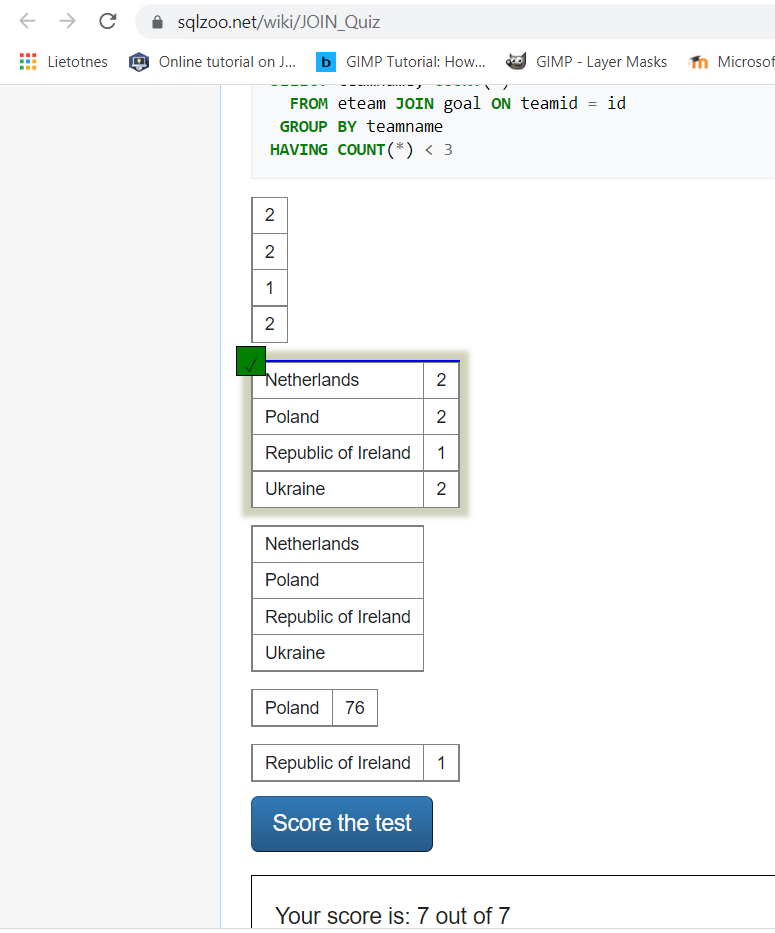 sqlzoo.net/wiki/JOIN_Quiz
Lietotnes Online tutorial on J... b GIMP Tutorial: How... GIMP - Layer Masks Microsof
FROM eteam JOIN goal ON teamid = id
GROUP BY teamname
HAVING COUNT(*) < 3
2
2
1
2
Netherlands 2
Poland 2
Republic of Ireland 1
Ukraine 2
Netherlands
Poland
Republic of Ireland
Ukraine
Poland 76
Republic of Ireland 1
Score the test
Your score is: 7 out of 7